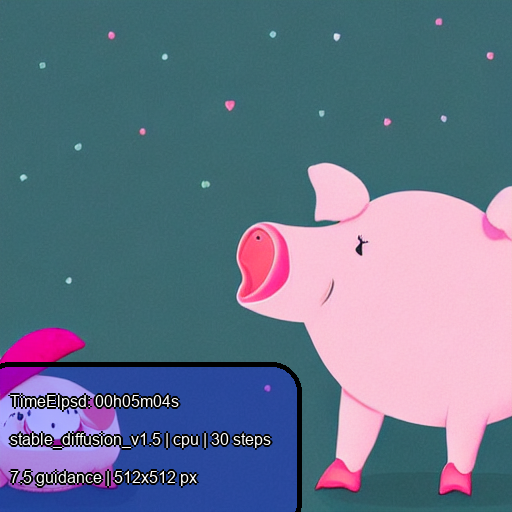 TimeElpsd: 00h05m04s
stable_diffusion_v1.5 | cpu | 30 steps
7.5 guidance | 512x512 px